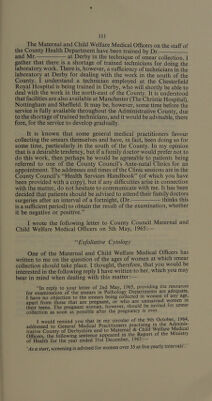 101
The Maternal and Child Welfare Medical Officers on the staff of
the County Health Department have been trained by Dr.
and Mr. at Derby in the technique of smear collection. I
gather that there is a shortage of trained technicians for doing the
laboratory work. There is, however, a sufficiency of technicians in the
laboratory at Derby for dealing with the work in the south of the
County. I understand a technician employed at the Chesterfield
Royal Hospital is being trained in Derby, who will shortly be able to
deal with the work in the north-east of the County. It is understood
that facilities are also available at Manchester (The Christie Hospital),
Nottingham and Sheffield. It may be, however, some time before the
service is fully available throughout the Administrative County, due
to the shortage of trained technicians, and it would be advisable, there
fore, for the service to develop gradually.
It is known that some general medical practitioners favour
collecting the smears themselves and have, in fact, been doing so for
some time, particularly in the south of the County. In my opinion
that is a desirable tendency, but if a family doctor would prefer not to
do this work, then perhaps he would be agreeable to patients being
referred to one of the County Council's Ante-natal Clinics for an
appointment. The addresses and times of the Clinic sessions are in the
County Council's "Health Services Handbook" (of which you have
been provided with a copy), but if any difficulties arise in connection
with the matter, do not hesitate to communicate with me. It has been
decided that patients should be advised to attend their family doctors'
surgeries after an interval of a fortnight, (Dr. thinks this
is a sufficient period) to obtain the result of the examination, whether
it be negative or positive."
I wrote the following letter to County Council Maternal and
Child Welfare Medical Officers on 5th May, 1965:—
"Exfoliative Cytology
One of the Maternal and Child Welfare Medical Officers has
written to me on the question of the ages of women at which smear
collection should take place. I thought, therefore, that you would be
interested in the following reply I have written to her, which you may
bear in mind when dealing with this matter:—
"In reply to your letter of 2nd May, 1965, providing the resources
for examination of the smears in Pathology Departments are adequate,
I have no objection to the smears being collected in women of any age,
apart from those that are pregnant, or who are unmarried women in
their teens. The pregnant woman, however, should be advised for smear
collection as soon as possible after the pregnancy is over.
I would remind you that in my circular of the 9th October, 1964,
addressed to General Medical Practitioners practising in the Adminis-
trative County of Derbyshire and to Maternal & Child Welfare Medical
Officers, the following statement appeared in the Report of the Ministry
of Health for the year ended 31st December, 1963:—
'As a start, screening is advised for women over 35 at five yearly intervals'.